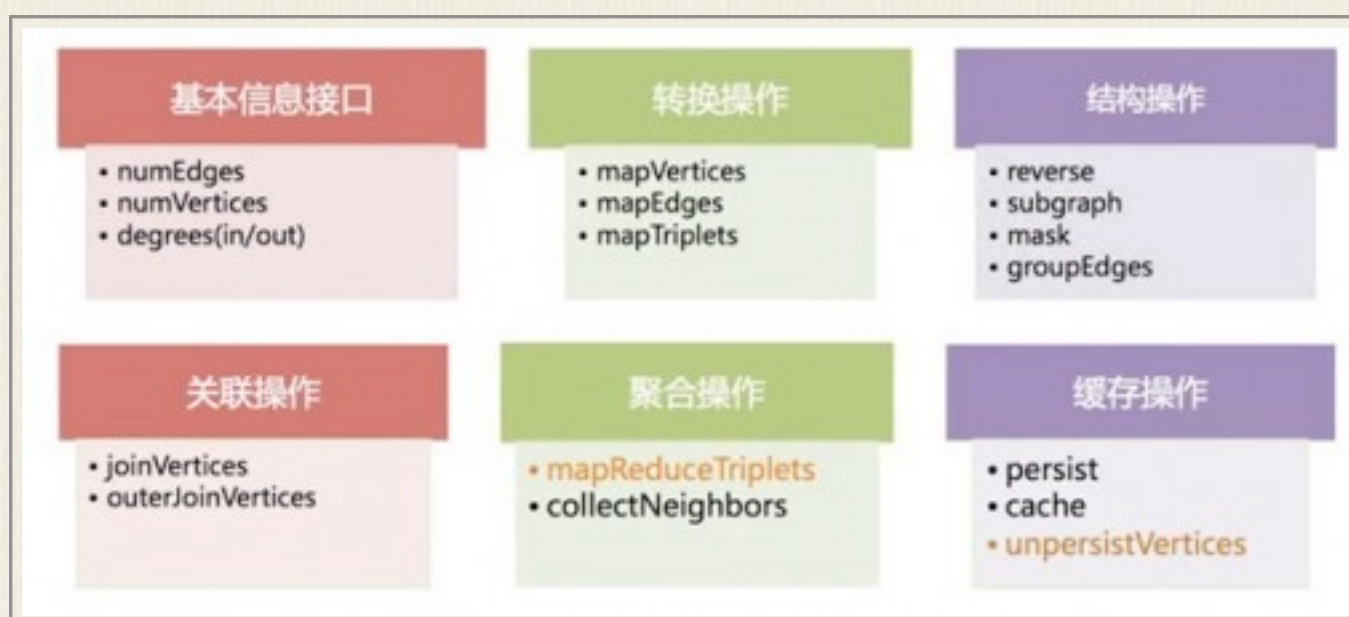 基本信息接口
• numEdges
• numVertices
• degrees(in/out)
转换操作
• mapVertices
• mapEdges
• mapTriplets
结构操作
• reverse
• subgraph
• mask
• groupEdges
关联操作
• joinVertices
• outerJoinVertices
聚合操作
• mapReduceTriplets
• collectNeighbors
缓存操作
• persist
• cache
• unpersistVertices